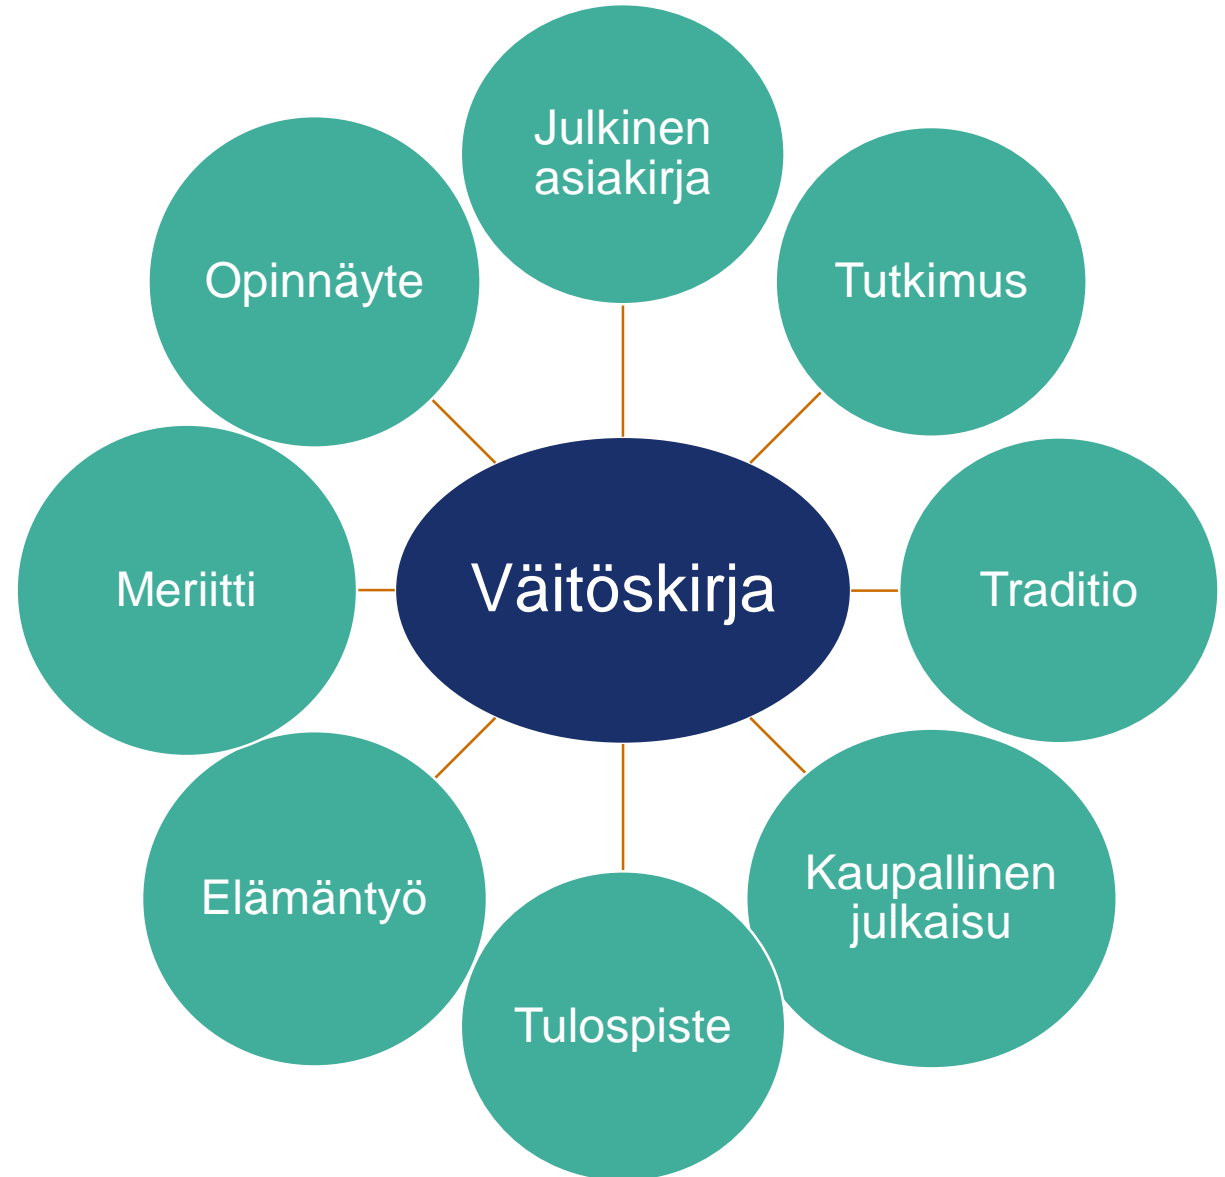 Julkinen
asiakirja
Opinnäyte
Tutkimus
Meriitti
Väitöskirja
Traditio
Elämäntyö
Kaupallinen
julkaisu
Tulospiste